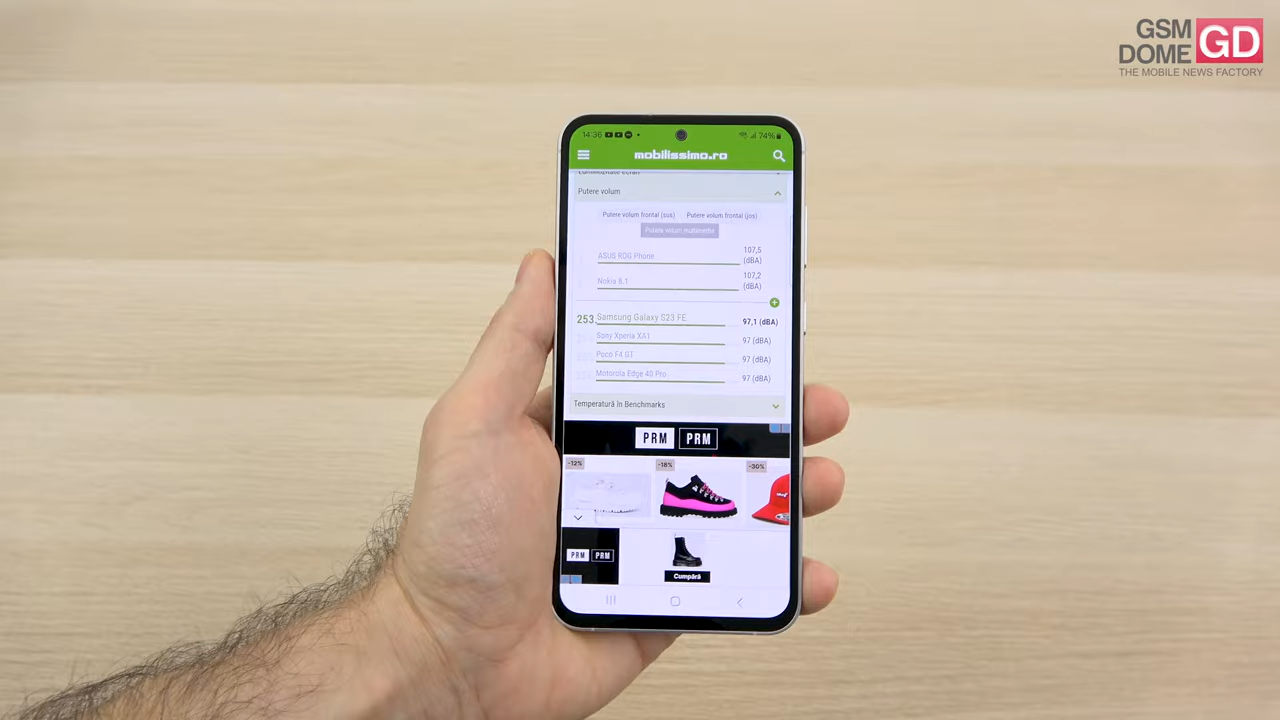 GSM
DOME
GD
THE MOBILE NEWS FACTORY
14:36
74%
mobilissimo.ro
Luminozitate ecran
Putere volum
Putere volum frontal (sus) Putere volum frontal (jos)
Putere volum multimedia
ASUS ROG Phone 107,5 (dBA)
Nokia 8.1 107,2 (dBA)
253. Samsung Galaxy S23 FE 97,1 (dBA)
Sony Xperia XA1 97 (dBA)
Poco F4 GT 97 (dBA)
Motorola Edge 40 Pro 97 (dBA)
Temperatură în Benchmarks
PRM PRM
-12% -18% -30%
PRM PRM
Cumpără